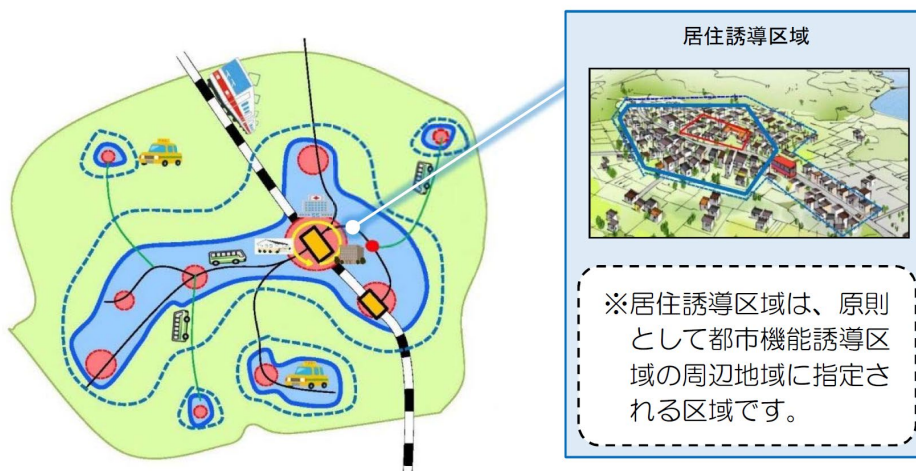 居住誘導区域
※居住誘導区域は、原則
として都市機能誘導区
域の周辺地域に指定さ
れる区域です。